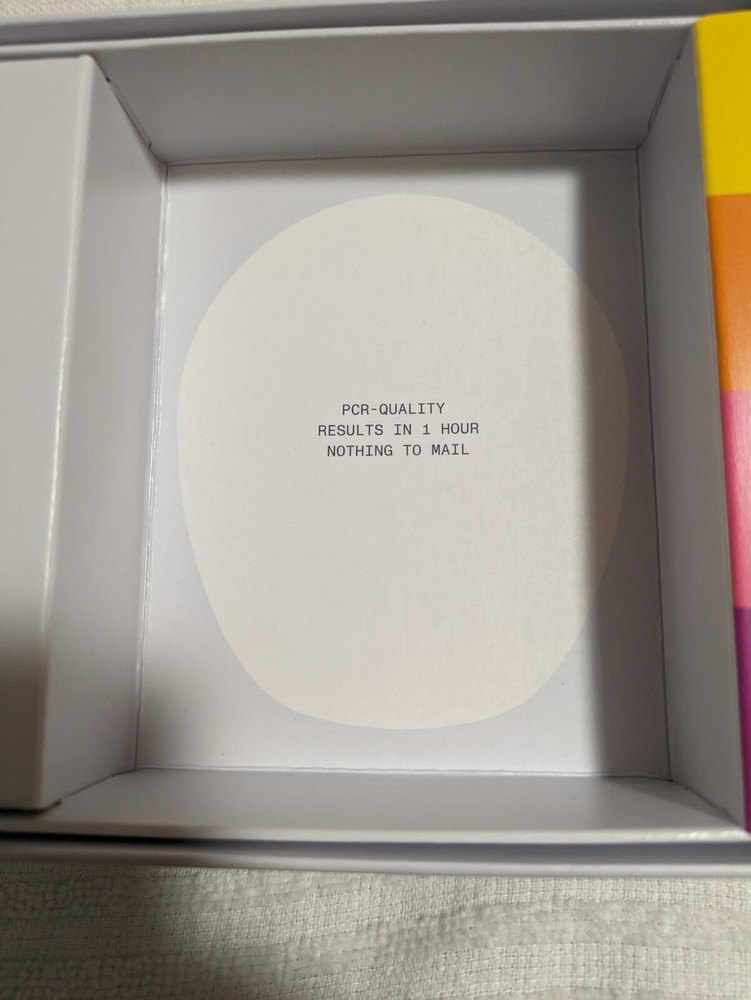 PCR-QUALITY
RESULTS IN 1 HOUR
NOTHING TO MAIL